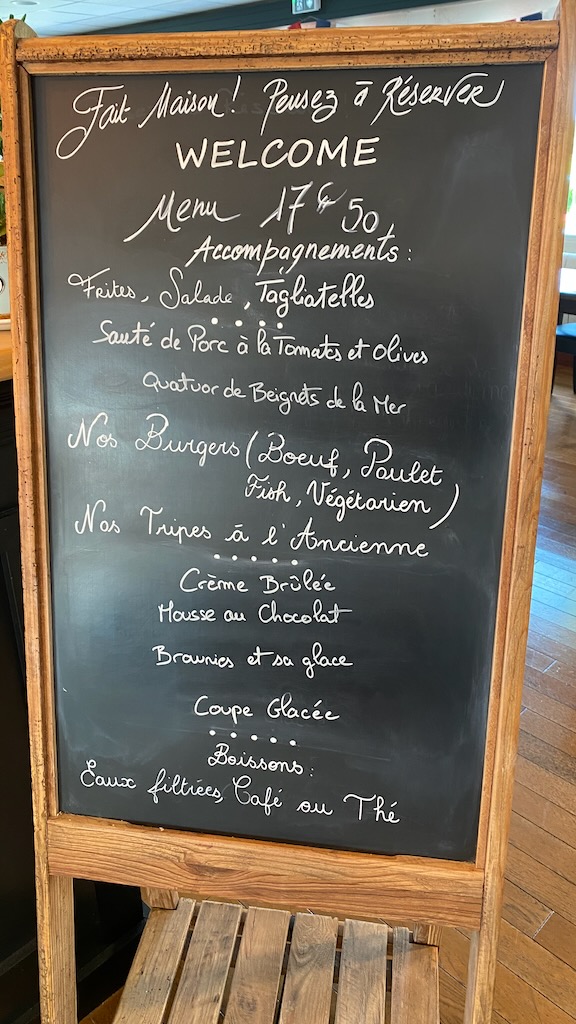 Fait Maison! Pensez à Réserver
WELCOME
Menu 17€50
Accompagnements:
Frites, Salade, Tagliatelles
Sauté de Porc à la Tomates et Olives
Quatuor de Beignets de la Mer
Nos Burgers (Boeuf, Poulet
Fish, Végétarien)
Nos Tripes à l'Ancienne
Crème Brûlée
Mousse au Chocolat
Brownies et sa glace
Coupe Glacée
Boissons:
Eaux filtrées, Café ou Thé